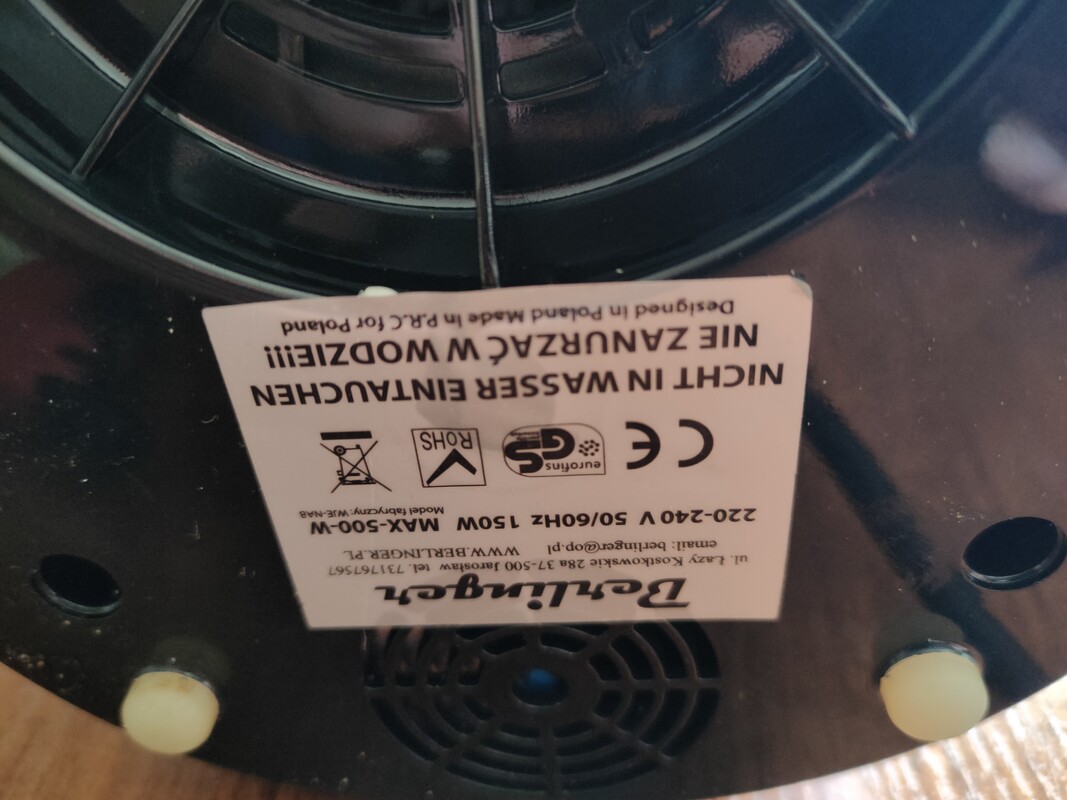 Berlinger
ul. Łazy Kostkowskie 28a 37-500 Jarosław tel. 731767567
email: berlinger@op.pl WWW.BERLINGER.PL
220-240 V 50/60Hz 150W MAX-500-W Model fabryczny: WJE-NAB
CE eurofins GS RoHS
NICHT IN WASSER EINTAUCHEN
NIE ZANURZAĆ W WODZIE!!!
Designed in Poland Made In P.R.C for Poland